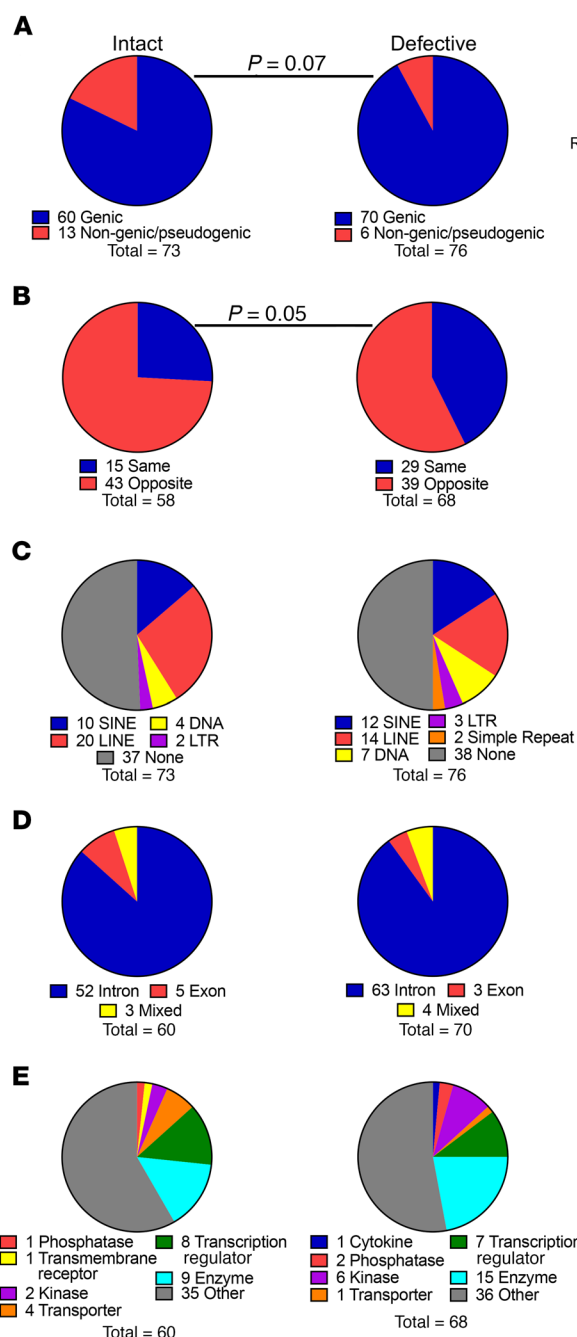 A
Intact
Defective
P = 0.07
R
60 Genic
13 Non-genic/pseudogenic
Total = 73
70 Genic
6 Non-genic/pseudogenic
Total = 76
B
P = 0.05
15 Same
43 Opposite
Total = 58
29 Same
39 Opposite
Total = 68
C
10 SINE
4 DNA
20 LINE
2 LTR
37 None
Total = 73
12 SINE
3 LTR
14 LINE
2 Simple Repeat
7 DNA
38 None
Total = 76
D
52 Intron
5 Exon
3 Mixed
Total = 60
63 Intron
3 Exon
4 Mixed
Total = 70
E
1 Phosphatase
1 Transmembrane
receptor
2 Kinase
4 Transporter
8 Transcription
regulator
9 Enzyme
35 Other
Total = 60
1 Cytokine
2 Phosphatase
6 Kinase
1 Transporter
7 Transcription
regulator
15 Enzyme
36 Other
Total = 68